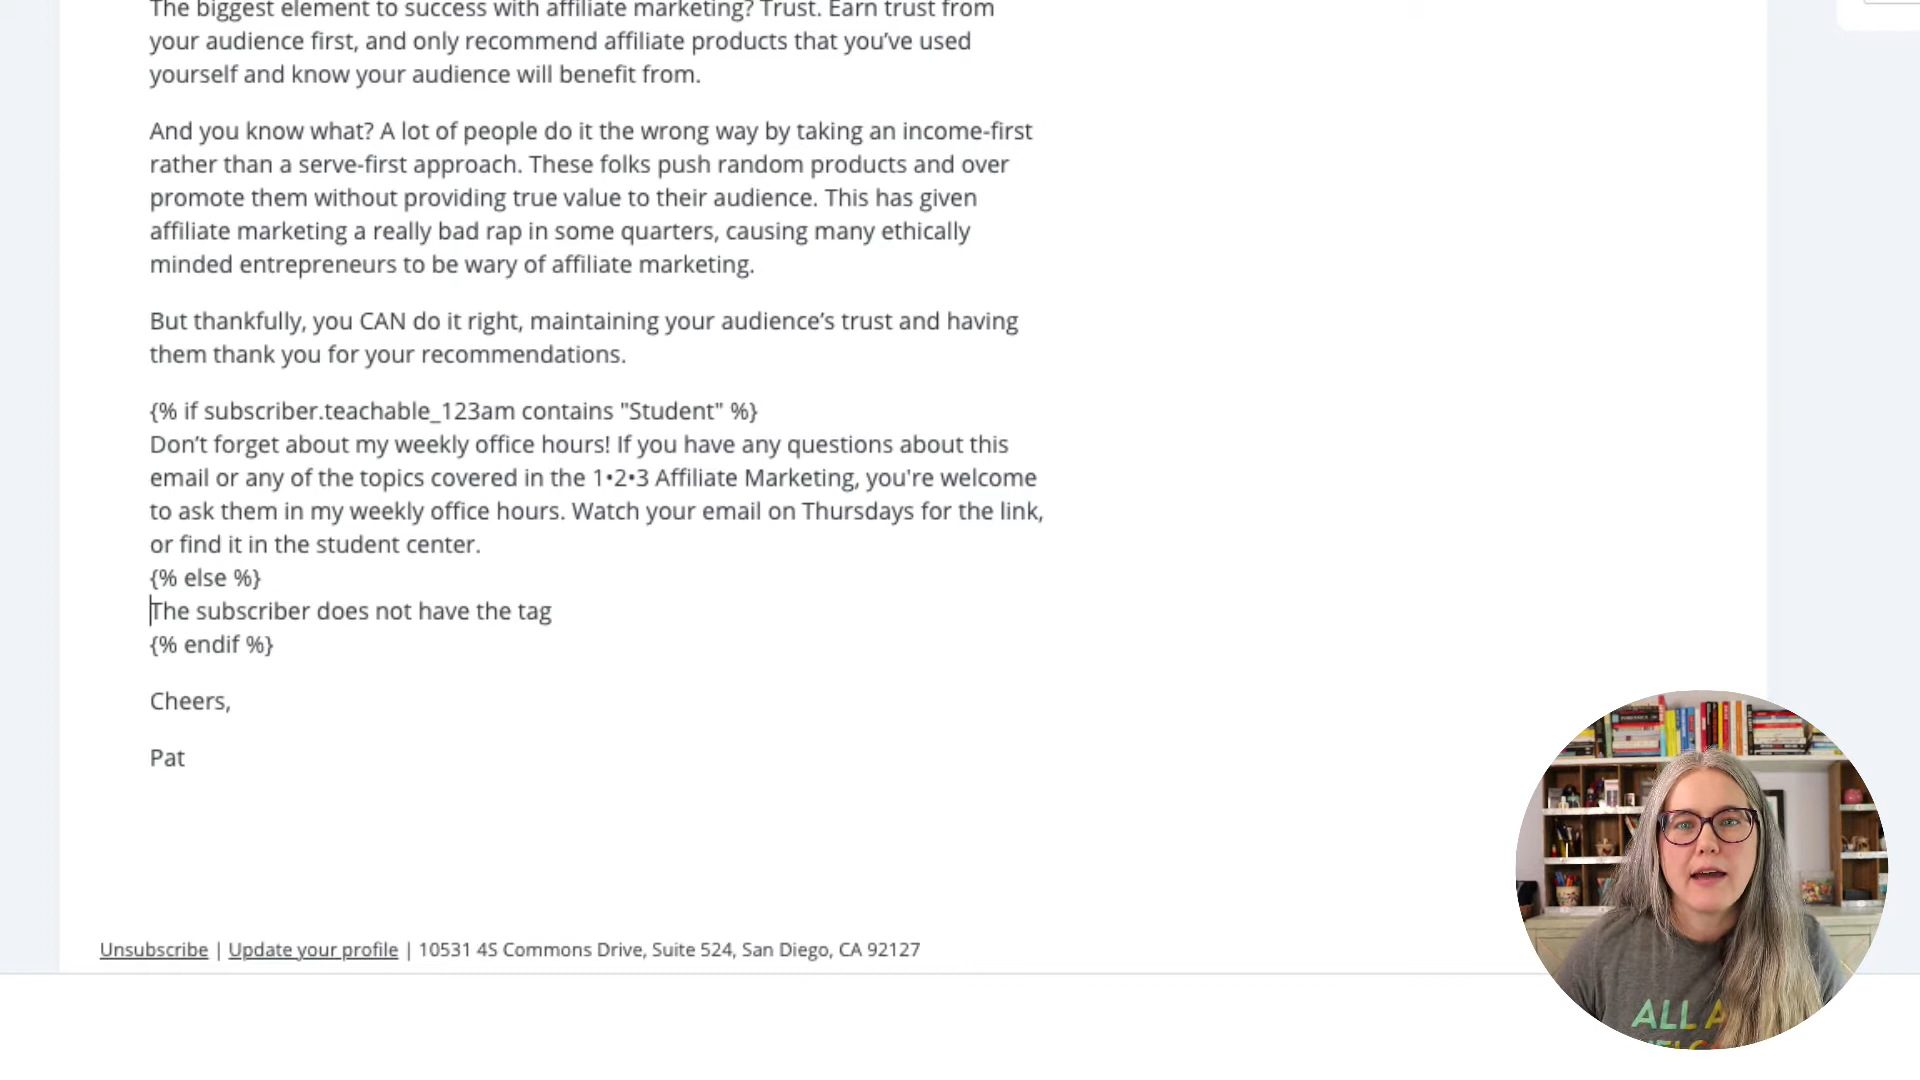 The biggest element to success with affiliate marketing? Trust. Earn trust from
your audience first, and only recommend affiliate products that you’ve used
yourself and know your audience will benefit from.
And you know what? A lot of people do it the wrong way by taking an income-first
rather than a serve-first approach. These folks push random products and over
promote them without providing true value to their audience. This has given
affiliate marketing a really bad rap in some quarters, causing many ethically
minded entrepreneurs to be wary of affiliate marketing.
But thankfully, you CAN do it right, maintaining your audience’s trust and having
them thank you for your recommendations.
{% if subscriber.teachable_123am contains "Student" %}
Don’t forget about my weekly office hours! If you have any questions about this
email or any of the topics covered in the 1•2•3 Affiliate Marketing, you're welcome
to ask them in my weekly office hours. Watch your email on Thursdays for the link,
or find it in the student center.
{% else %}
The subscriber does not have the tag
{% endif %}
Cheers,
Pat
Unsubscribe | Update your profile | 10531 4S Commons Drive, Suite 524, San Diego, CA 92127
ALL A